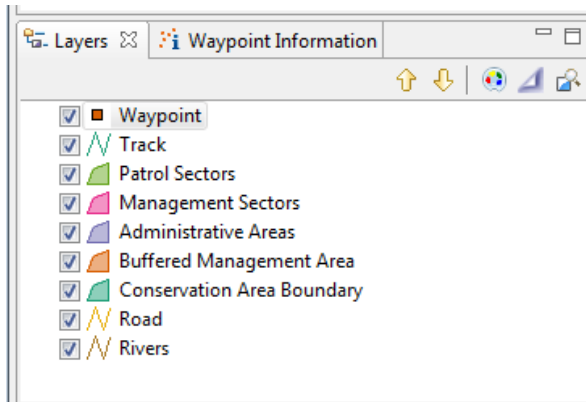 Layers Waypoint Information
Waypoint
Track
Patrol Sectors
Management Sectors
Administrative Areas
Buffered Management Area
Conservation Area Boundary
Road
Rivers